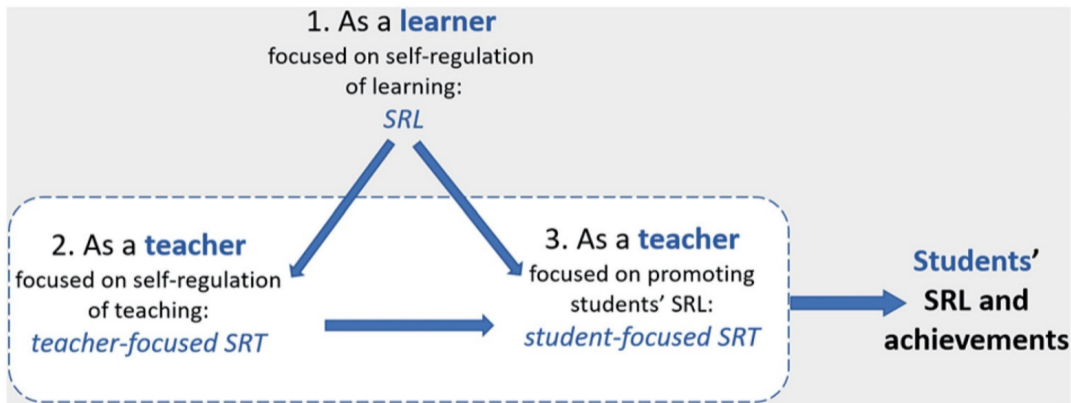 1. As a learner
focused on self-regulation
of learning:
SRL
2. As a teacher
focused on self-regulation
of teaching:
teacher-focused SRT
3. As a teacher
focused on promoting
students’ SRL:
student-focused SRT
Students’
SRL and
achievements